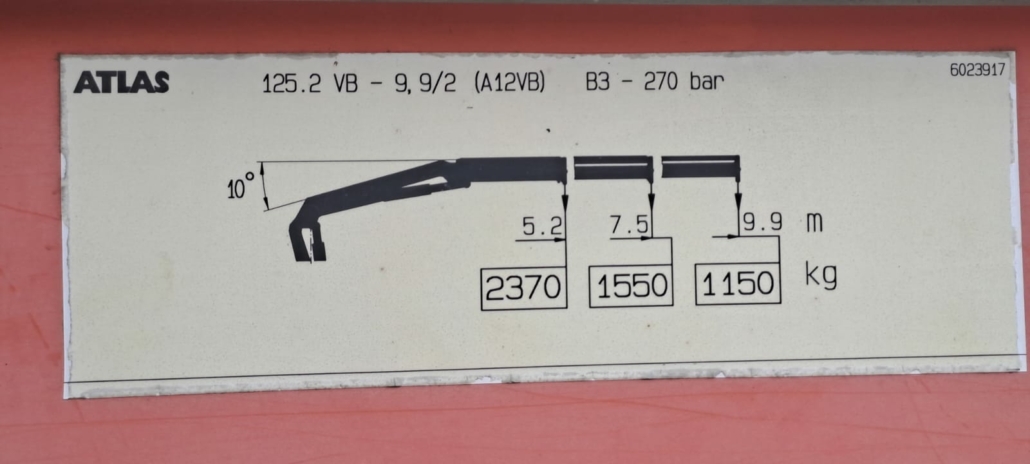 ATLAS 125.2 VB - 9,9/2 (A12VB) B3 - 270 bar 6023917
10°
5.2 7.5 9.9 m
2370 1550 1150 kg